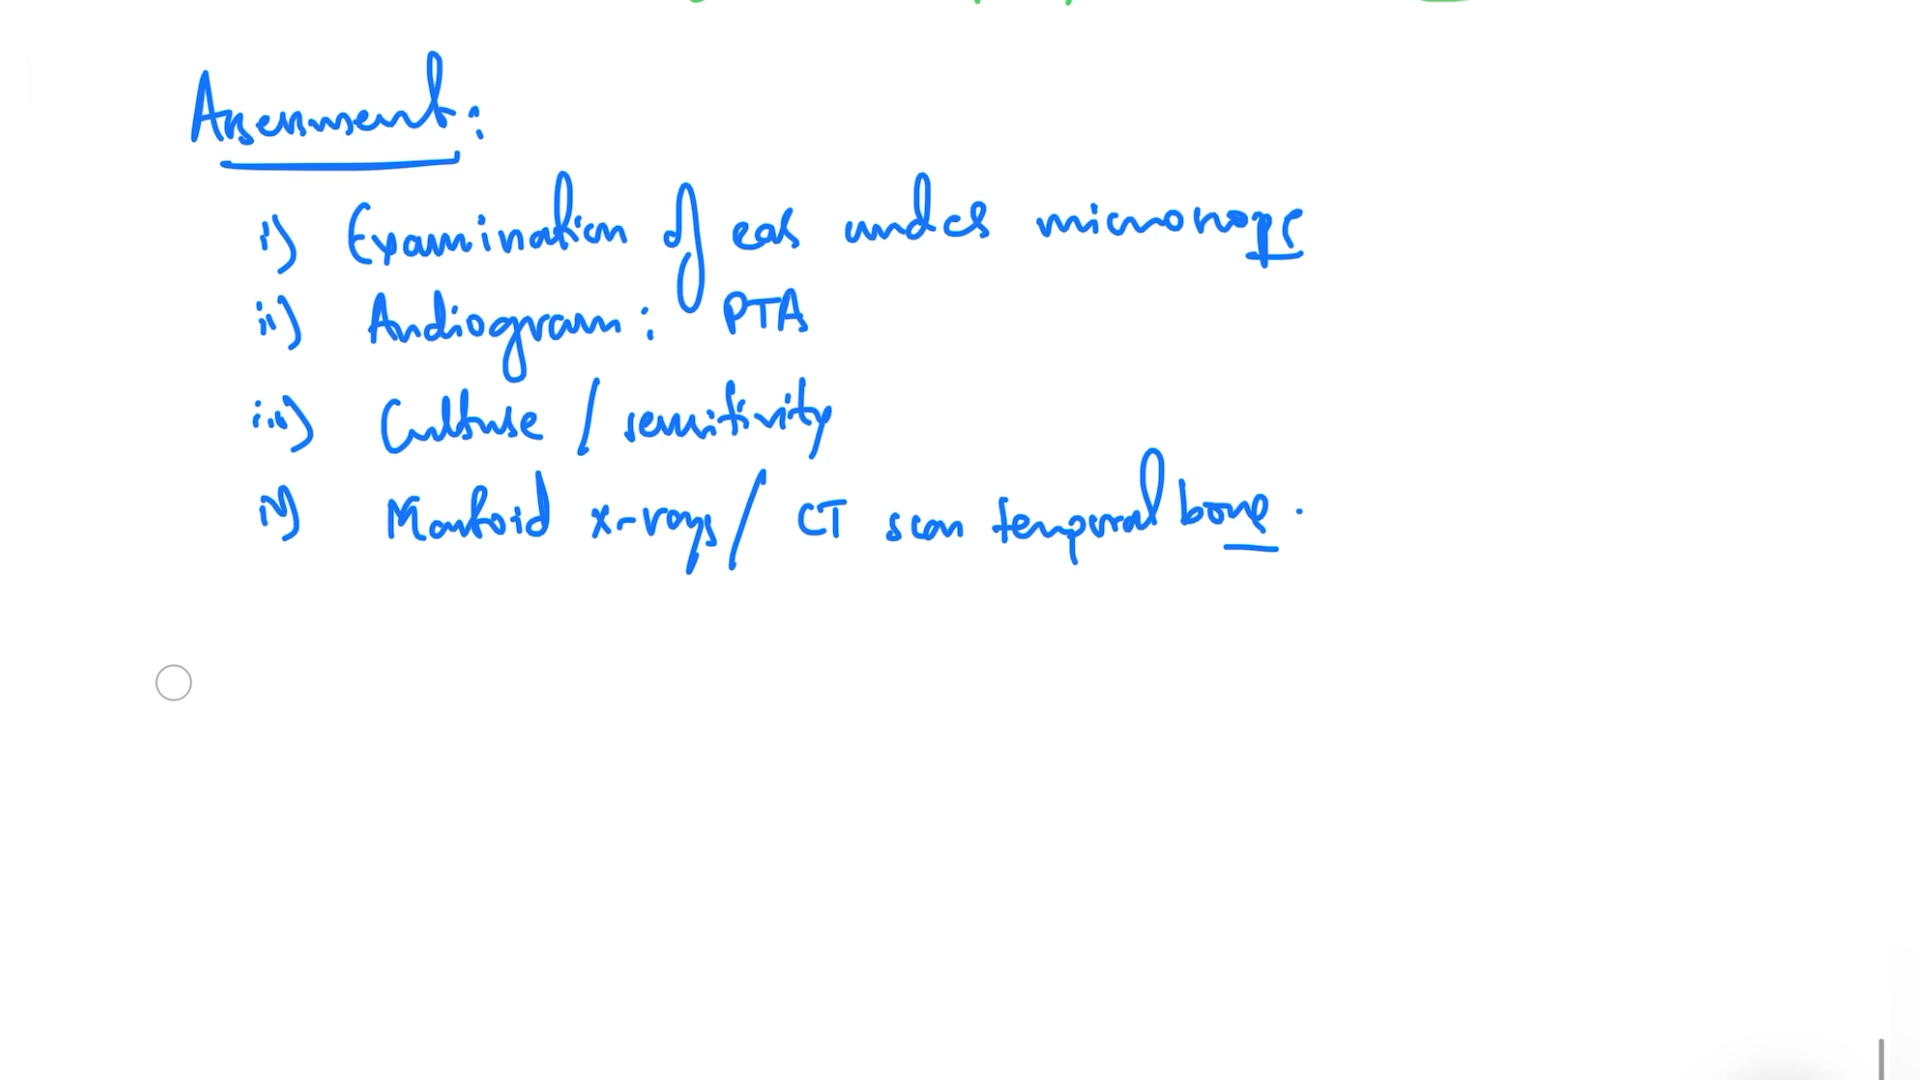 Assessment:
i) Examination of ear under microscope
ii) Audiogram: PTA
iii) Culture / sensitivity
iv) Mastoid x-rays / CT scan temporal bone.